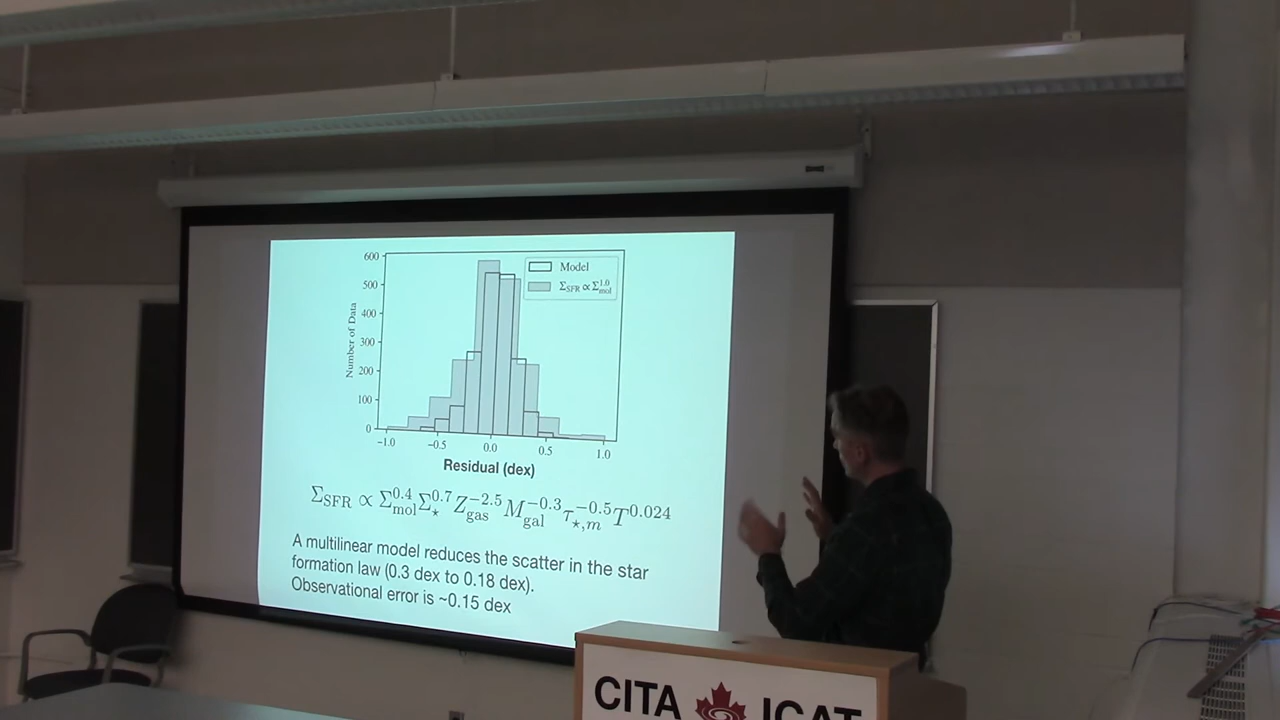 600
500
400
300
200
100
0
Number of Data
Model
Σ_SFR ∝ Σ_mol^1.0
−1.0 −0.5 0.0 0.5 1.0
Residual (dex)
Σ_SFR ∝ Σ_mol^0.4 Σ_⋆^0.7 Z_gas^−2.5 M_gal^−0.3 τ_⋆,m^−0.5 T^0.024
A multilinear model reduces the scatter in the star
formation law (0.3 dex to 0.18 dex).
Observational error is ~0.15 dex
CITA ICAT